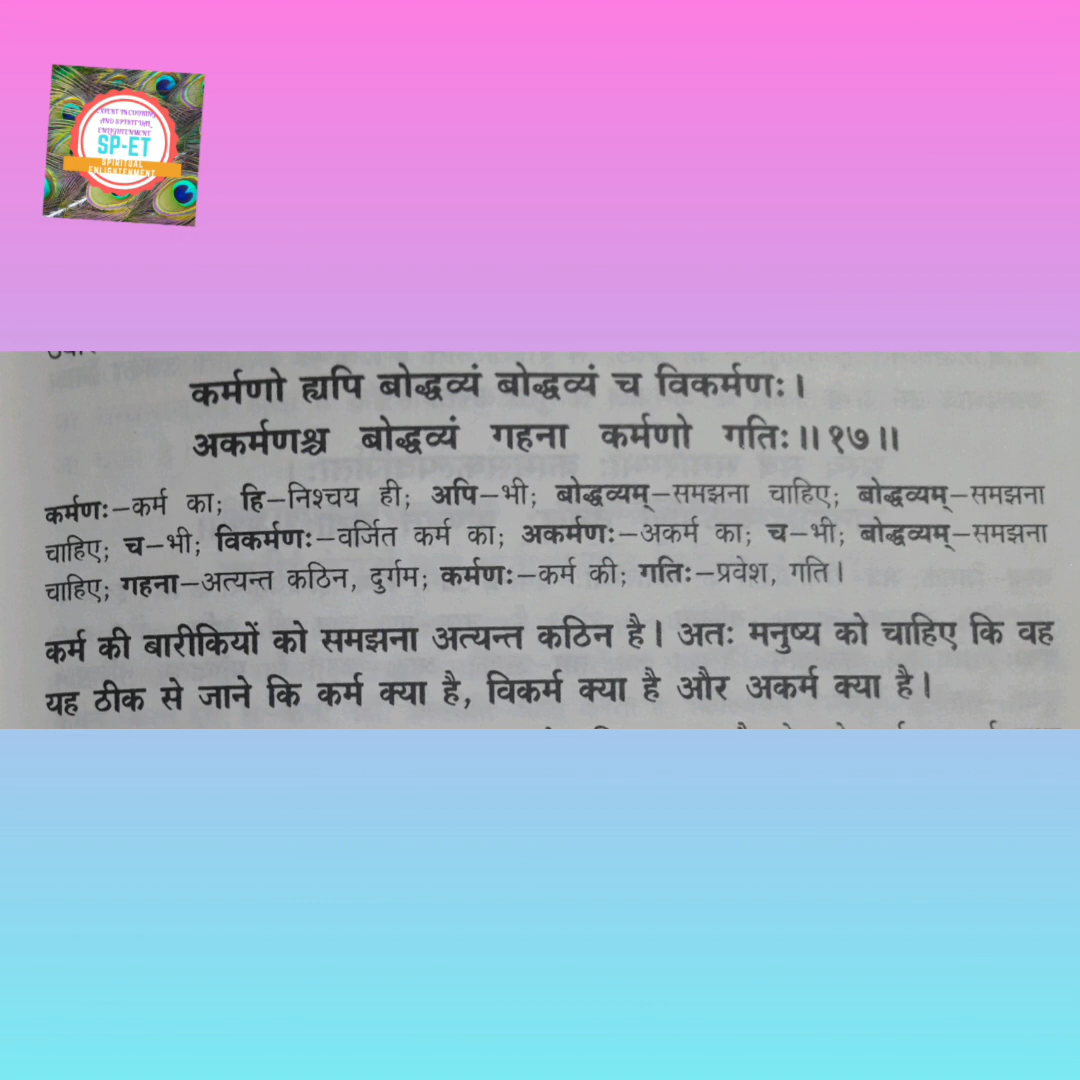 SP-ET
SPIRITUAL
ENLIGHTENMENT
कर्मणो ह्यपि बोद्धव्यं बोद्धव्यं च विकर्मणः।
अकर्मणश्च बोद्धव्यं गहना कर्मणो गतिः॥१७॥
कर्मणः–कर्म का; हि–निश्चय ही; अपि–भी; बोद्धव्यम्–समझना चाहिए; बोद्धव्यम्–समझना
चाहिए; च–भी; विकर्मणः–वर्जित कर्म का; अकर्मणः–अकर्म का; च–भी; बोद्धव्यम्–समझना
चाहिए; गहना–अत्यन्त कठिन, दुर्गम; कर्मणः–कर्म की; गतिः–प्रवेश, गति।
कर्म की बारीकियों को समझना अत्यन्त कठिन है। अतः मनुष्य को चाहिए कि वह
यह ठीक से जाने कि कर्म क्या है, विकर्म क्या है और अकर्म क्या है।